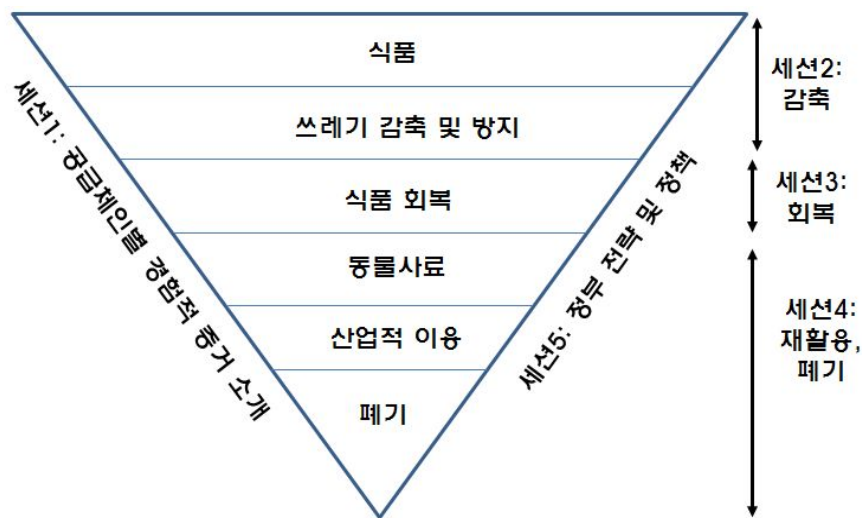 식품
쓰레기 감축 및 방지
식품 회복
동물사료
산업적 이용
폐기
세션1: 공급체인별 경험적 증거 소개
세션5: 정부 전략 및 정책
세션2:
감축
세션3:
회복
세션4:
재활용,
폐기